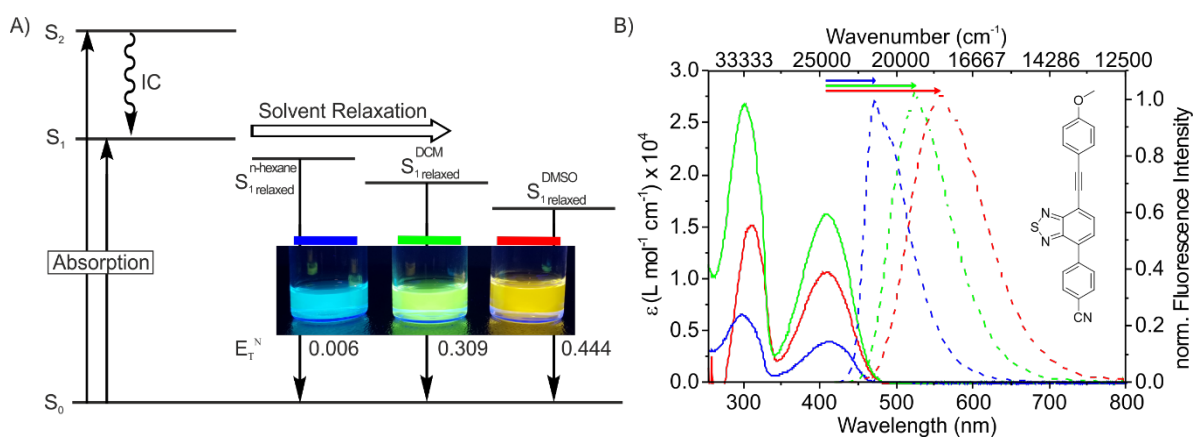 A)
S2
IC
Solvent Relaxation
S1
n-hexane
S1 relaxed
DCM
S1 relaxed
DMSO
S1 relaxed
Absorption
ETN 0.006 0.309 0.444
S0
B)
Wavenumber (cm-1)
33333 25000 20000 16667 14286 12500
3.0
2.5
2.0
1.5
1.0
0.5
0.0
ε (L mol-1 cm-1) x 104
1.0
0.8
0.6
0.4
0.2
0.0
norm. Fluorescence Intensity
O
N
S
N
CN
300 400 500 600 700 800
Wavelength (nm)